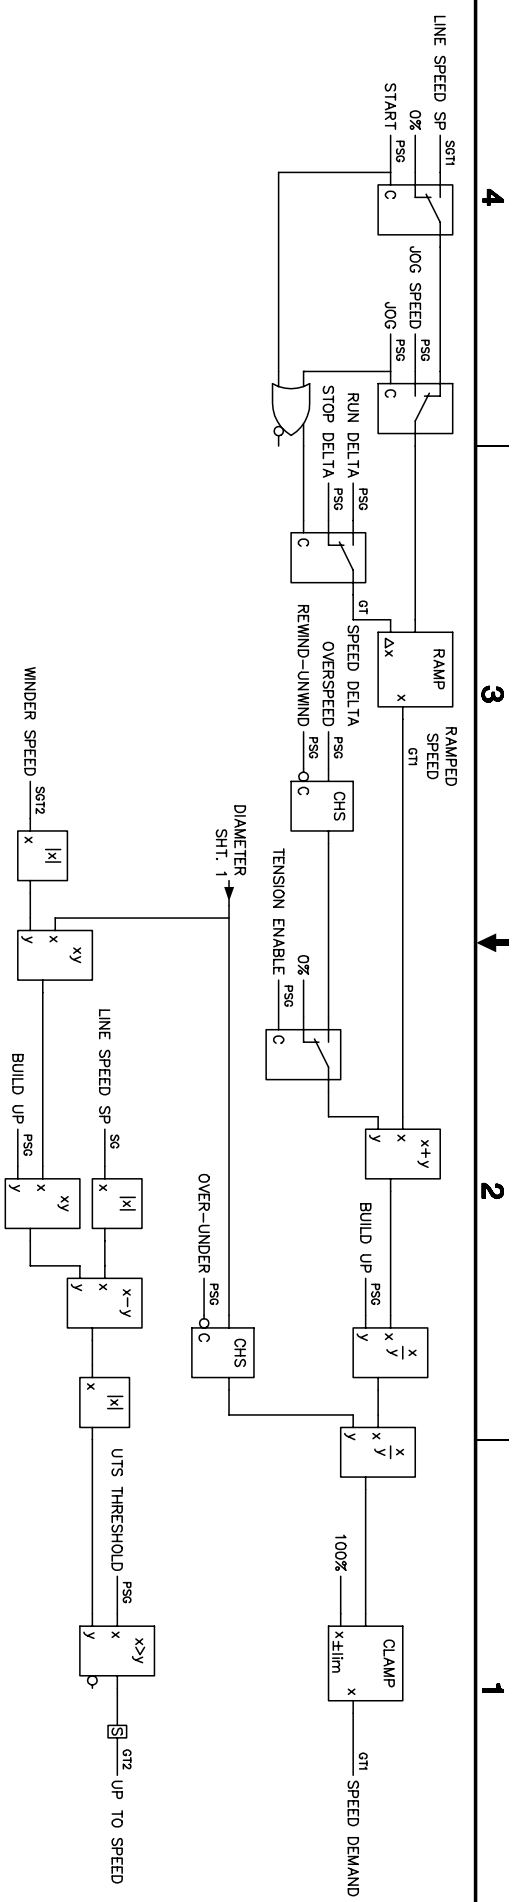 4
3
2
1
LINE SPEED SP
SGT1
0%
START
PSG
C
JOG SPEED
PSG
JOG
PSG
C
RUN DELTA
PSG
STOP DELTA
PSG
C
GT
SPEED DELTA
RAMP
Δx
x
RAMPED
SPEED
GT1
OVERSPEED
PSG
REWIND-UNWIND
PSG
CHS
C
TENSION ENABLE
PSG
0%
C
x+y
x
y
BUILD UP
PSG
x
y
x
y
x
y
x
y
DIAMETER
SHT. 1
OVER-UNDER
PSG
CHS
C
100%
CLAMP
x±lim
x
GT1
SPEED DEMAND
WINDER SPEED
SGT2
|x|
x
xy
x
y
LINE SPEED SP
SG
|x|
x
BUILD UP
PSG
xy
x
y
x-y
x
y
|x|
x
UTS THRESHOLD
PSG
x>y
x
y
S
GT2
UP TO SPEED